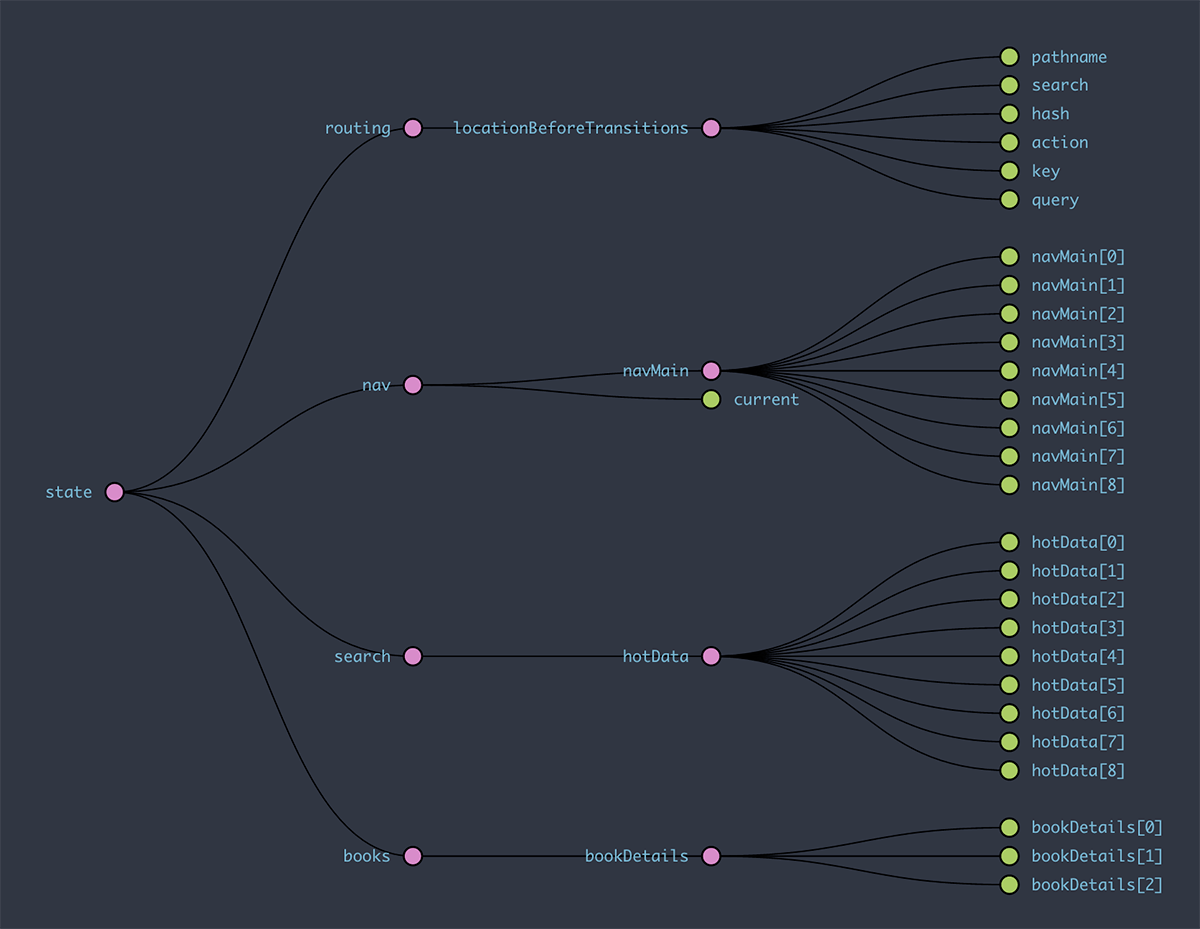 state
routing
locationBeforeTransitions
pathname
search
hash
action
key
query
nav
navMain
current
navMain[0]
navMain[1]
navMain[2]
navMain[3]
navMain[4]
navMain[5]
navMain[6]
navMain[7]
navMain[8]
search
hotData
hotData[0]
hotData[1]
hotData[2]
hotData[3]
hotData[4]
hotData[5]
hotData[6]
hotData[7]
hotData[8]
books
bookDetails
bookDetails[0]
bookDetails[1]
bookDetails[2]